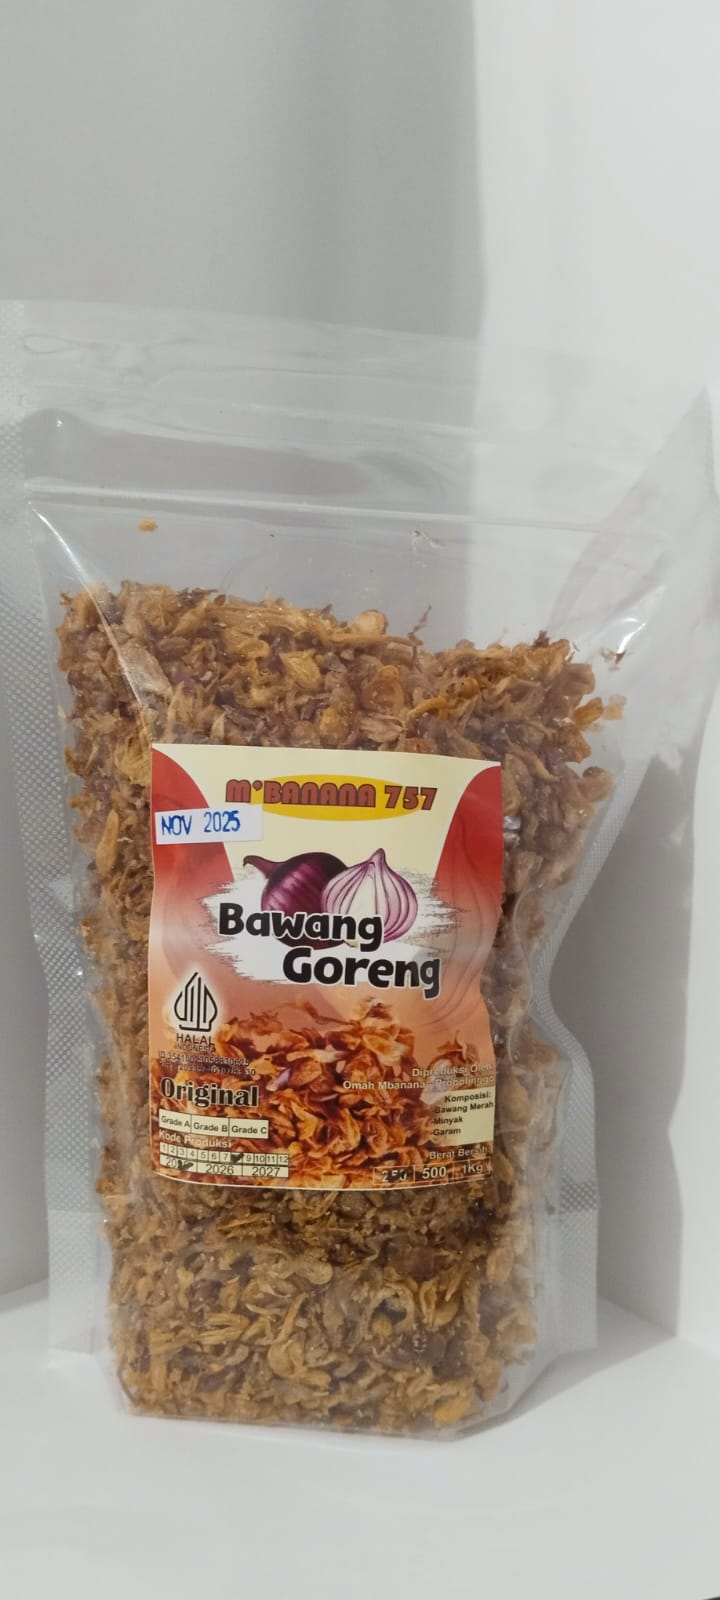 M'BANANA 757
NOV 2025
Bawang
Goreng
HALAL
INDONESIA
Original
Diproduksi Oleh:
Omah Mbanana - Probolinggo
Komposisi:
-Bawang Merah
-Minyak
-Garam
Grade A Grade B Grade C
Kode Produksi
1 2 3 4 5 6 7 9 10 11 12
2026 2027
Berat Bersih
250 500 1Kg